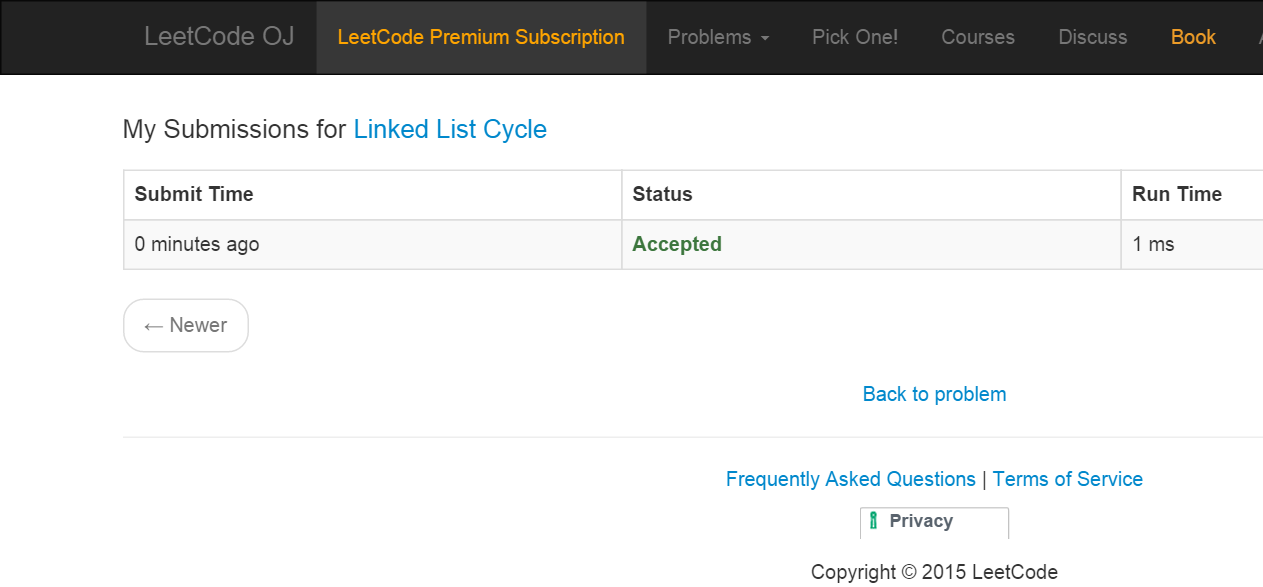 LeetCode OJ LeetCode Premium Subscription Problems Pick One! Courses Discuss Book
My Submissions for Linked List Cycle
Submit Time Status Run Time
0 minutes ago Accepted 1 ms
← Newer
Back to problem
Frequently Asked Questions | Terms of Service
Privacy
Copyright © 2015 LeetCode